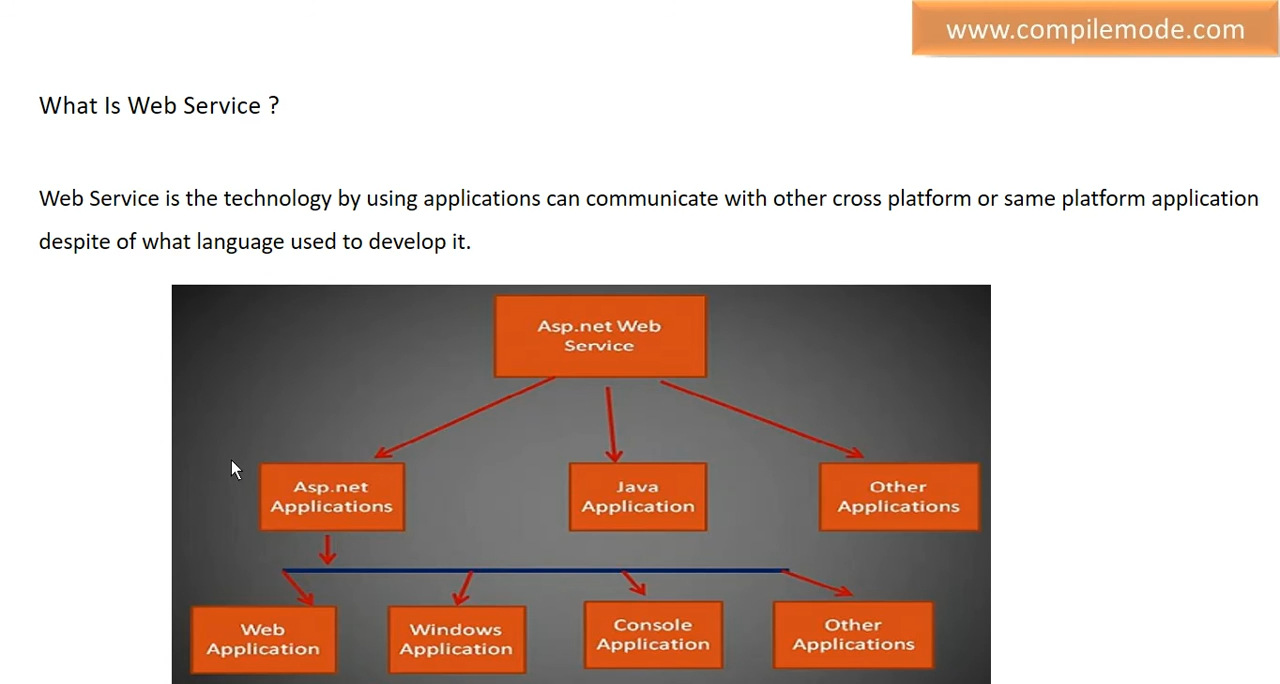 www.compilemode.com
What Is Web Service ?
Web Service is the technology by using applications can communicate with other cross platform or same platform application
despite of what language used to develop it.
Asp.net Web
Service
Asp.net
Applications
Java
Application
Other
Applications
Web
Application
Windows
Application
Console
Application
Other
Applications